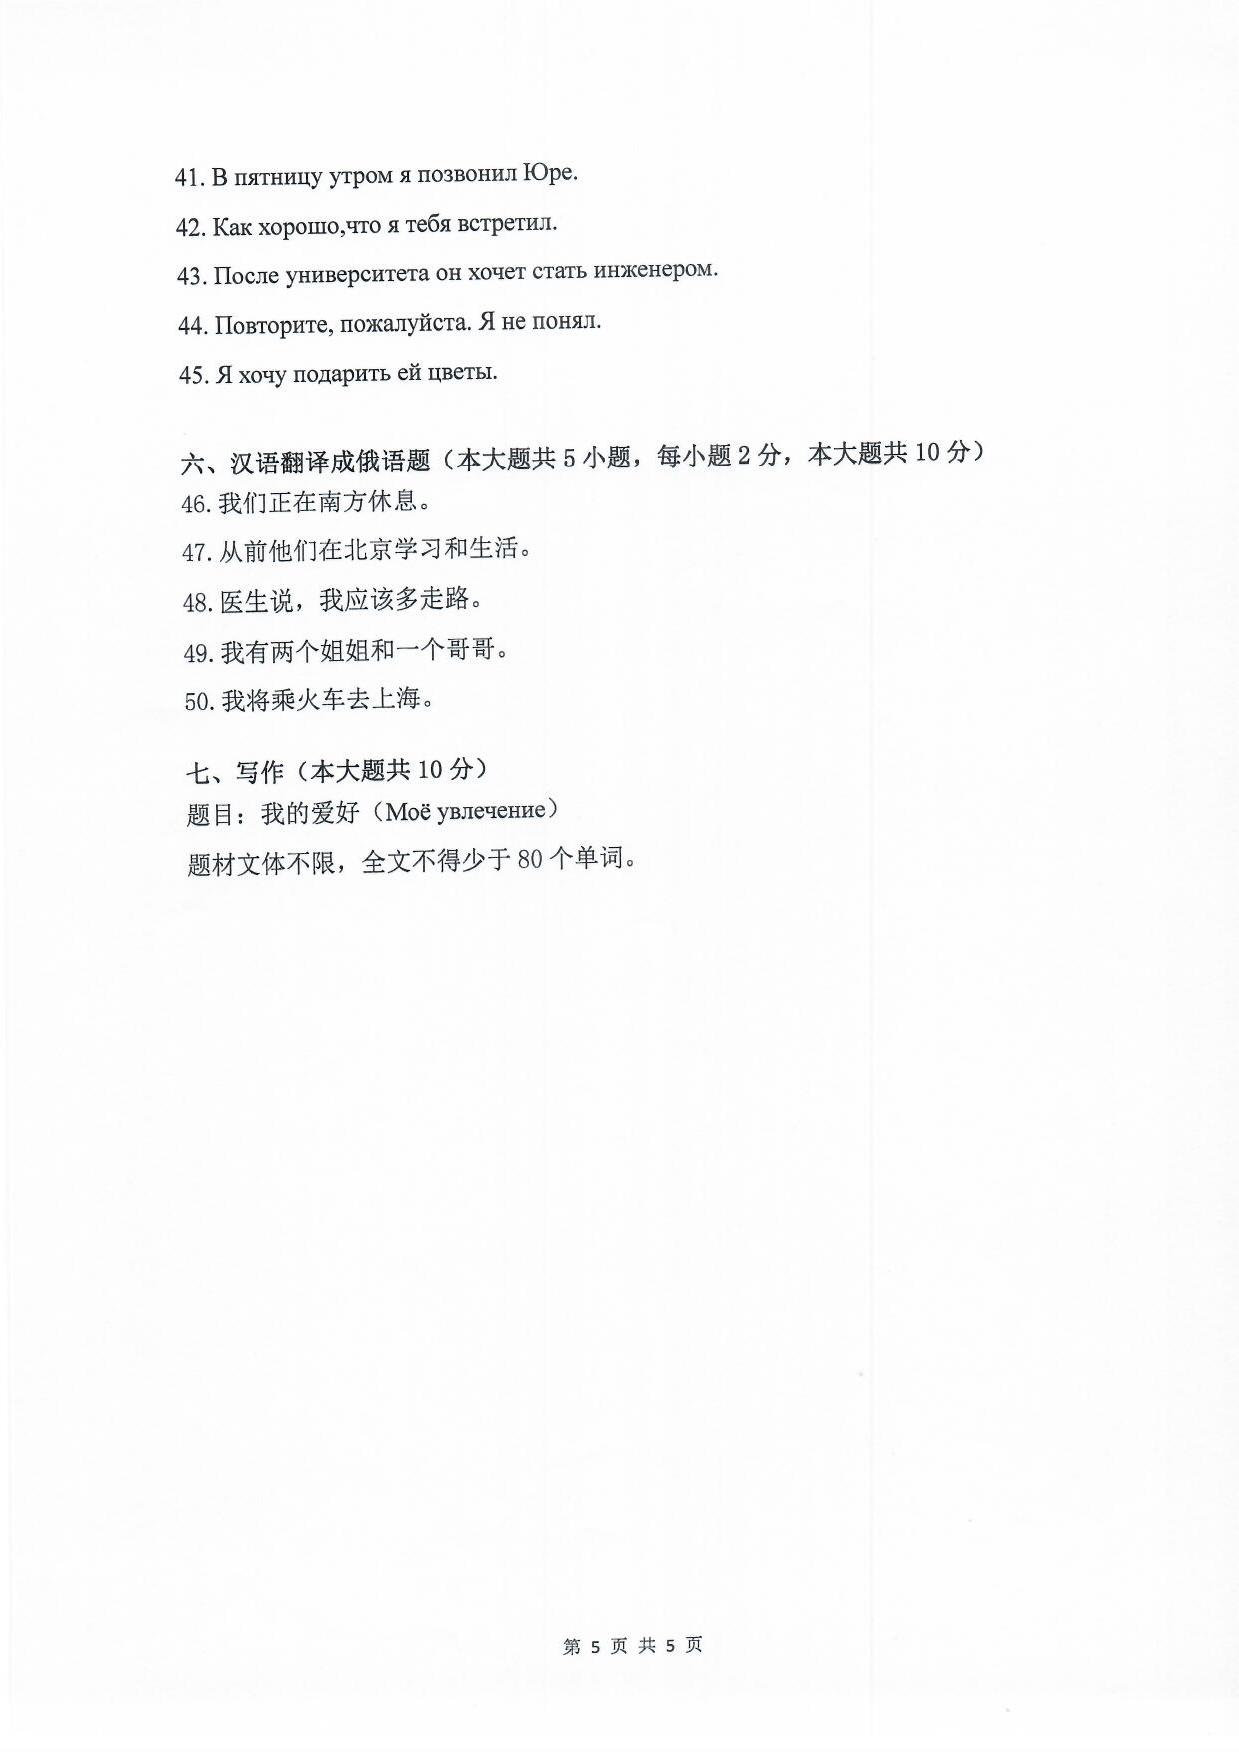 41. В пятницу утром я позвонил Юре.
42. Как хорошо,что я тебя встретил.
43. После университета он хочет стать инженером.
44. Повторите, пожалуйста. Я не понял.
45. Я хочу подарить ей цветы.
六、汉语翻译成俄语题（本大题共 5 小题，每小题 2 分，本大题共 10 分）
46. 我们正在南方休息。
47. 从前他们在北京学习和生活。
48. 医生说，我应该多走路。
49. 我有两个姐姐和一个哥哥。
50. 我将乘火车去上海。
七、写作（本大题共 10 分）
题目：我的爱好（Моё увлечение）
题材文体不限，全文不得少于 80 个单词。
第 5 页 共 5 页